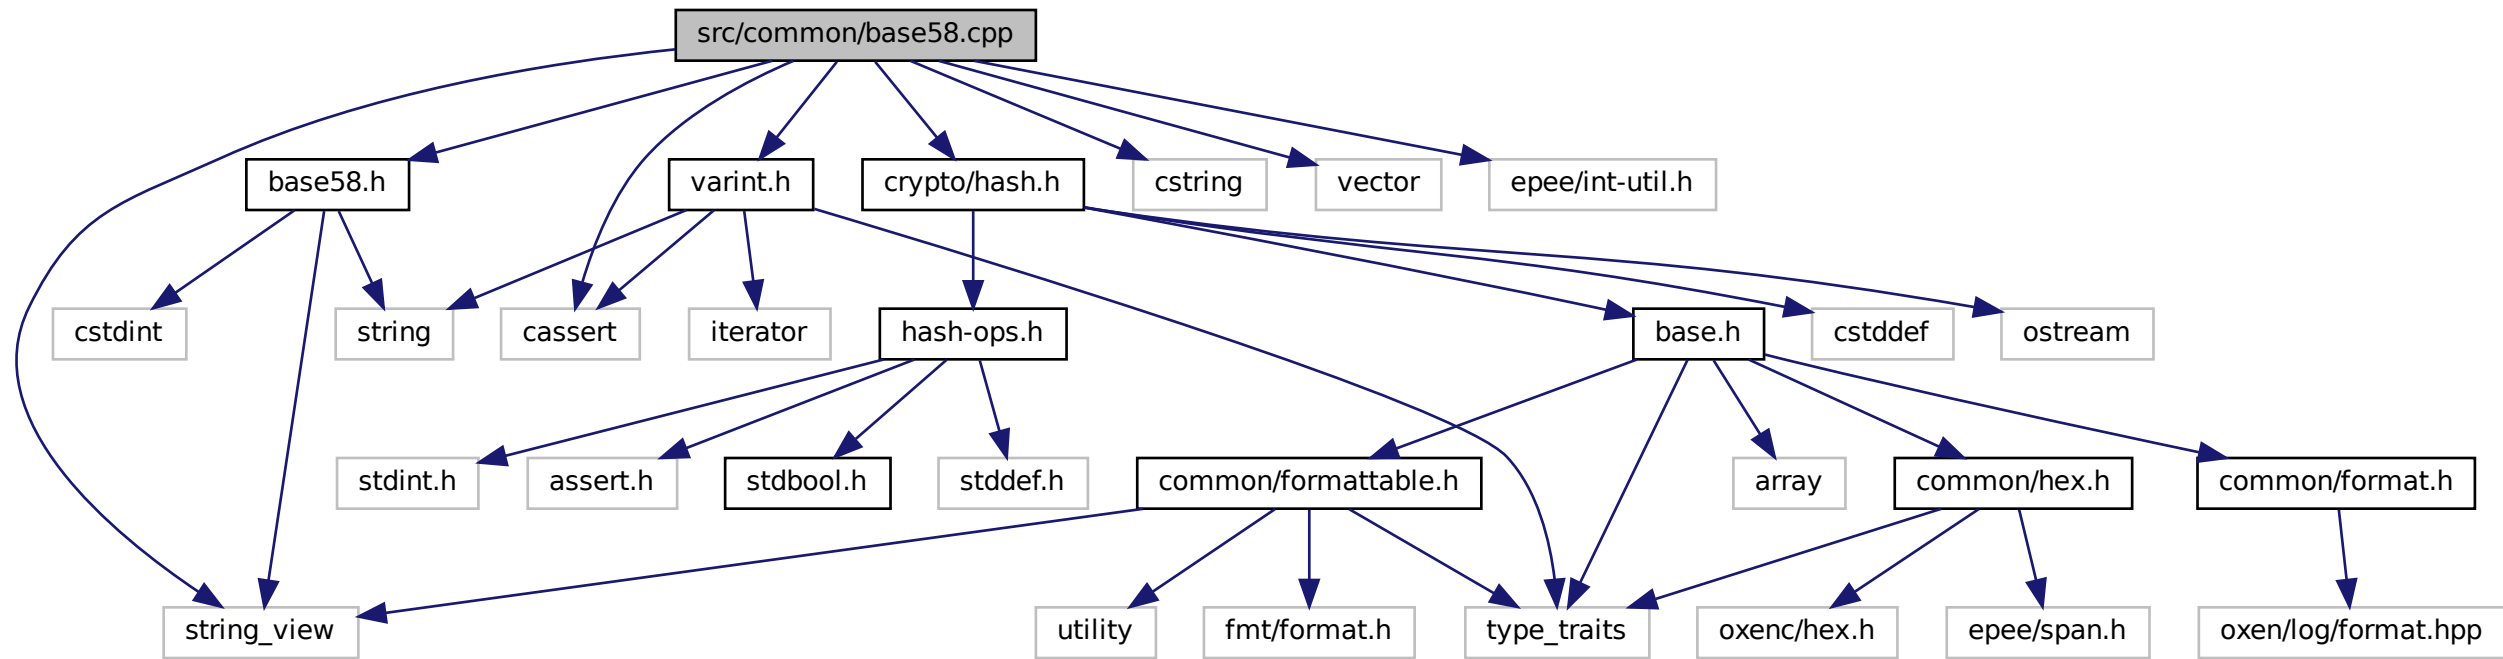 src/common/base58.cpp
base58.h
varint.h
crypto/hash.h
cstring
vector
epee/int-util.h
cstdint
string
cassert
iterator
hash-ops.h
base.h
cstddef
ostream
stdint.h
assert.h
stdbool.h
stddef.h
common/formattable.h
array
common/hex.h
common/format.h
string_view
utility
fmt/format.h
type_traits
oxenc/hex.h
epee/span.h
oxen/log/format.hpp